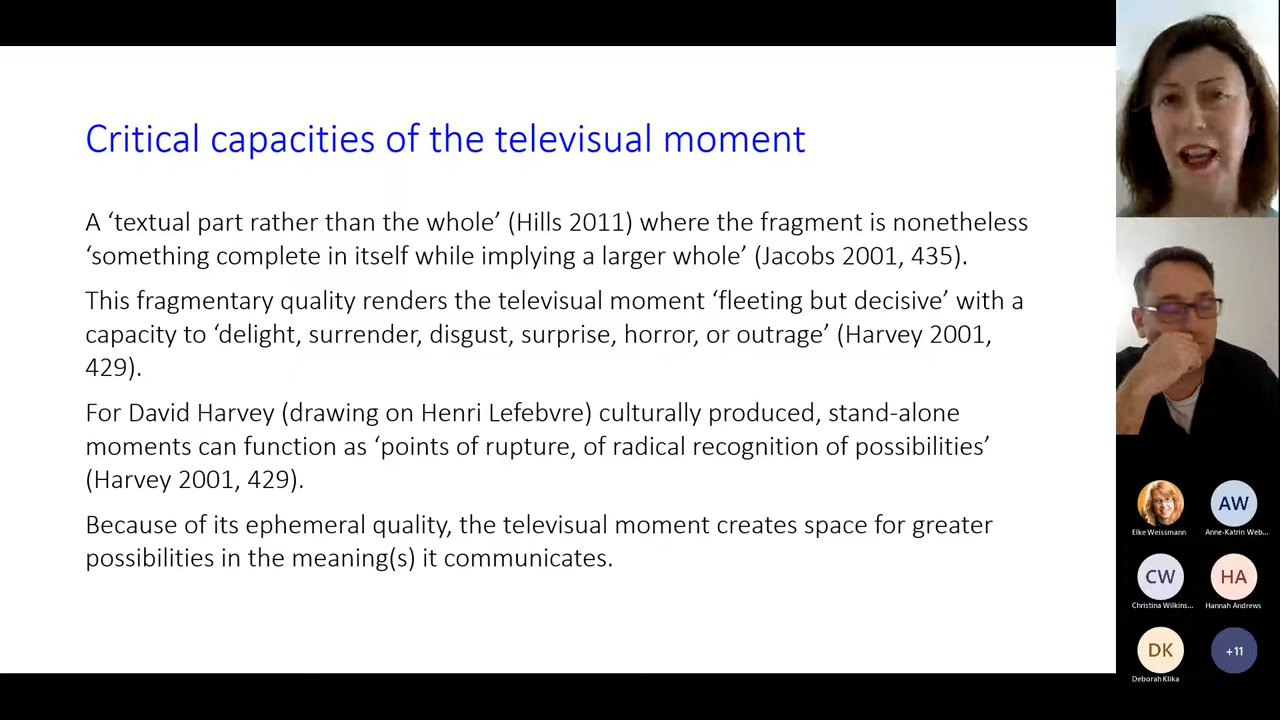 Critical capacities of the televisual moment
A ‘textual part rather than the whole’ (Hills 2011) where the fragment is nonetheless
‘something complete in itself while implying a larger whole’ (Jacobs 2001, 435).
This fragmentary quality renders the televisual moment ‘fleeting but decisive’ with a
capacity to ‘delight, surrender, disgust, surprise, horror, or outrage’ (Harvey 2001,
429).
For David Harvey (drawing on Henri Lefebvre) culturally produced, stand-alone
moments can function as ‘points of rupture, of radical recognition of possibilities’
(Harvey 2001, 429).
Because of its ephemeral quality, the televisual moment creates space for greater
possibilities in the meaning(s) it communicates.
AW
Elke Weissmann
Anne-Katrin Web...
CW
HA
Christina Wilkins...
Hannah Andrews
DK
+11
Deborah Klika